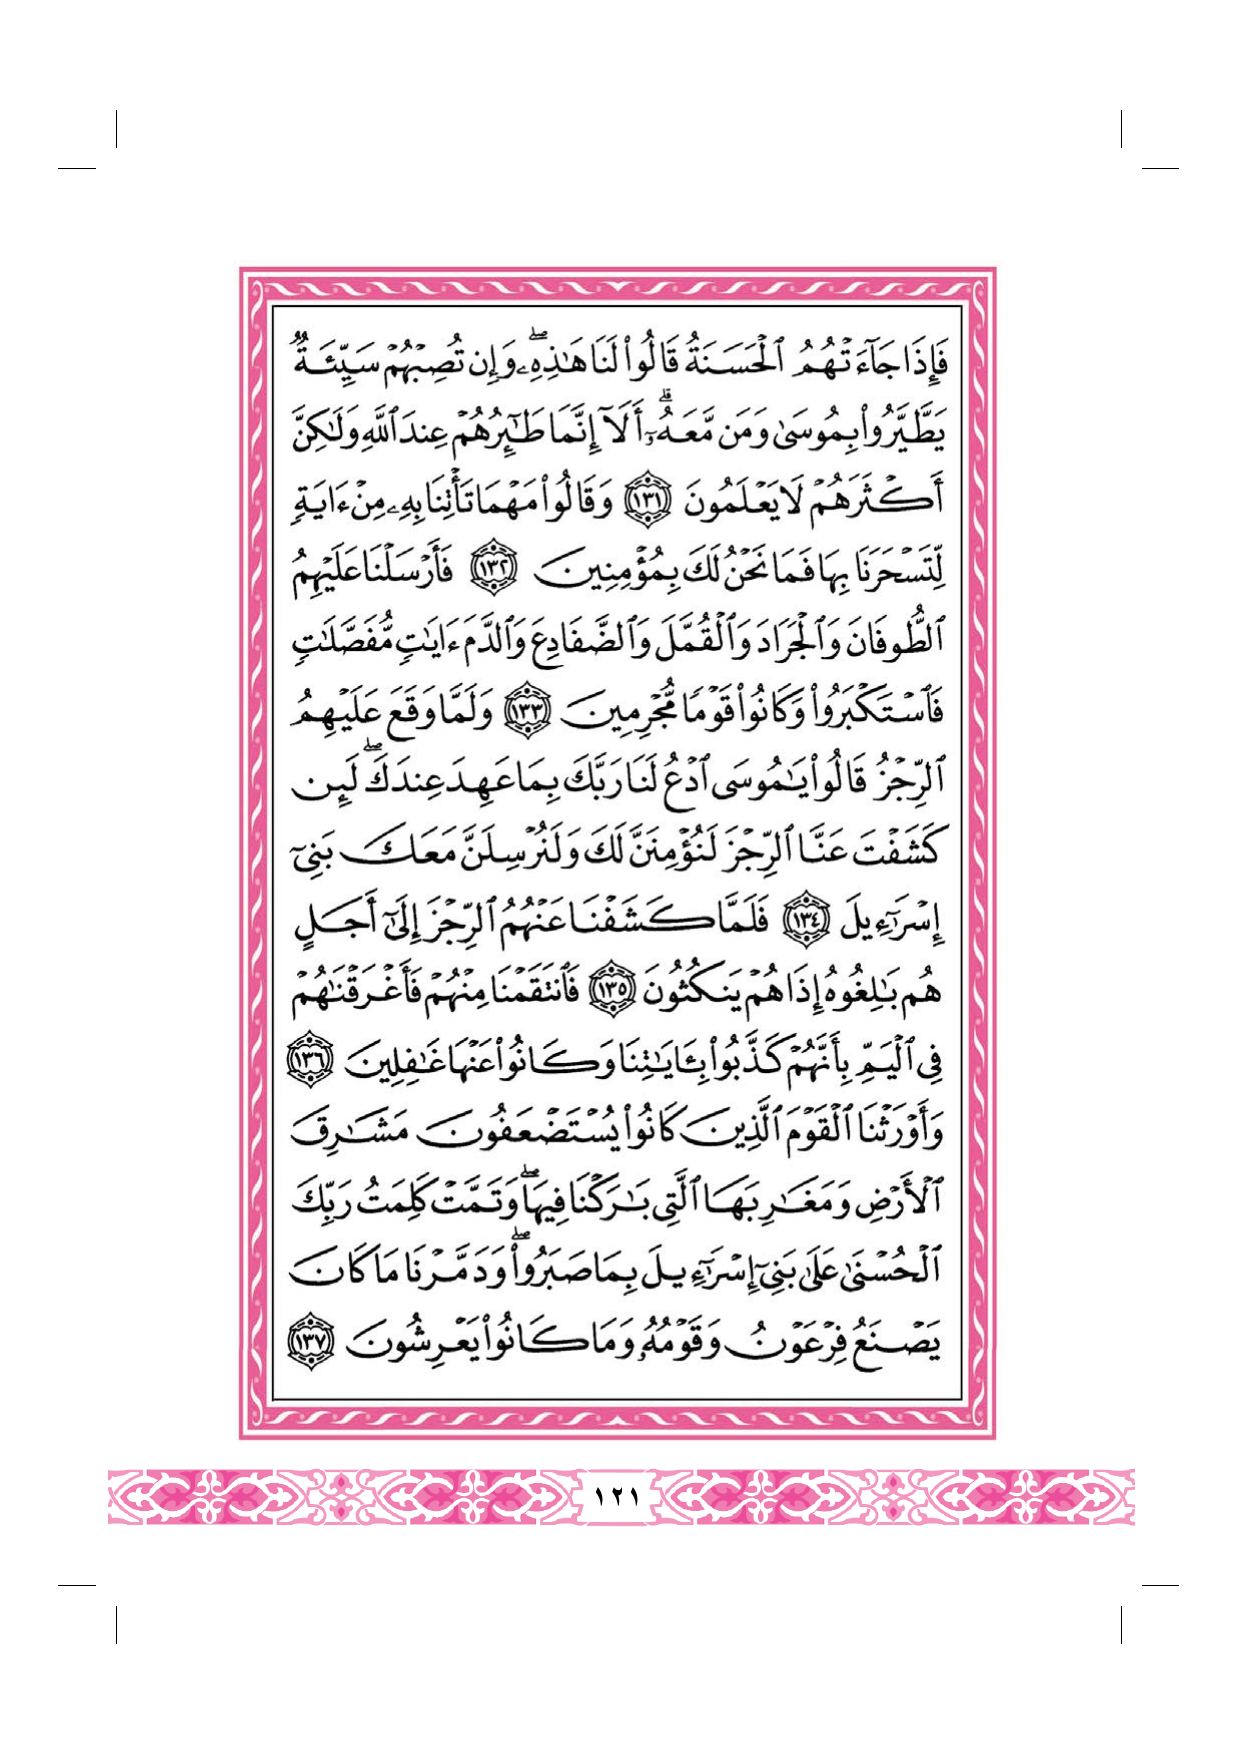 فَإِذَا جَآءَتْهُمُ ٱلْحَسَنَةُ قَالُوا۟ لَنَا هَـٰذِهِۦ ۖ وَإِن تُصِبْهُمْ سَيِّئَةٌ
يَطَّيَّرُوا۟ بِمُوسَىٰ وَمَن مَّعَهُۥٓ ۗ أَلَآ إِنَّمَا طَـٰٓئِرُهُمْ عِندَ ٱللَّهِ وَلَـٰكِنَّ
أَكْثَرَهُمْ لَا يَعْلَمُونَ ١٣١ وَقَالُوا۟ مَهْمَا تَأْتِنَا بِهِۦ مِنْ ءَايَةٍ
لِّتَسْحَرَنَا بِهَا فَمَا نَحْنُ لَكَ بِمُؤْمِنِينَ ١٣٢ فَأَرْسَلْنَا عَلَيْهِمُ
ٱلطُّوفَانَ وَٱلْجَرَادَ وَٱلْقُمَّلَ وَٱلضَّفَادِعَ وَٱلدَّمَ ءَايَـٰتٍ مُّفَصَّلَـٰتٍ
فَٱسْتَكْبَرُوا۟ وَكَانُوا۟ قَوْمًا مُّجْرِمِينَ ١٣٣ وَلَمَّا وَقَعَ عَلَيْهِمُ
ٱلرِّجْزُ قَالُوا۟ يَـٰمُوسَى ٱدْعُ لَنَا رَبَّكَ بِمَا عَهِدَ عِندَكَ ۖ لَئِن
كَشَفْتَ عَنَّا ٱلرِّجْزَ لَنُؤْمِنَنَّ لَكَ وَلَنُرْسِلَنَّ مَعَكَ بَنِىٓ
إِسْرَٰٓءِيلَ ١٣٤ فَلَمَّا كَشَفْنَا عَنْهُمُ ٱلرِّجْزَ إِلَىٰٓ أَجَلٍ
هُم بَـٰلِغُوهُ إِذَا هُمْ يَنكُثُونَ ١٣٥ فَٱنتَقَمْنَا مِنْهُمْ فَأَغْرَقْنَـٰهُمْ
فِى ٱلْيَمِّ بِأَنَّهُمْ كَذَّبُوا۟ بِـَٔايَـٰتِنَا وَكَانُوا۟ عَنْهَا غَـٰفِلِينَ ١٣٦
وَأَوْرَثْنَا ٱلْقَوْمَ ٱلَّذِينَ كَانُوا۟ يُسْتَضْعَفُونَ مَشَـٰرِقَ
ٱلْأَرْضِ وَمَغَـٰرِبَهَا ٱلَّتِى بَـٰرَكْنَا فِيهَا ۖ وَتَمَّتْ كَلِمَتُ رَبِّكَ
ٱلْحُسْنَىٰ عَلَىٰ بَنِىٓ إِسْرَٰٓءِيلَ بِمَا صَبَرُوا۟ ۖ وَدَمَّرْنَا مَا كَانَ
يَصْنَعُ فِرْعَوْنُ وَقَوْمُهُۥ وَمَا كَانُوا۟ يَعْرِشُونَ ١٣٧
١٢١